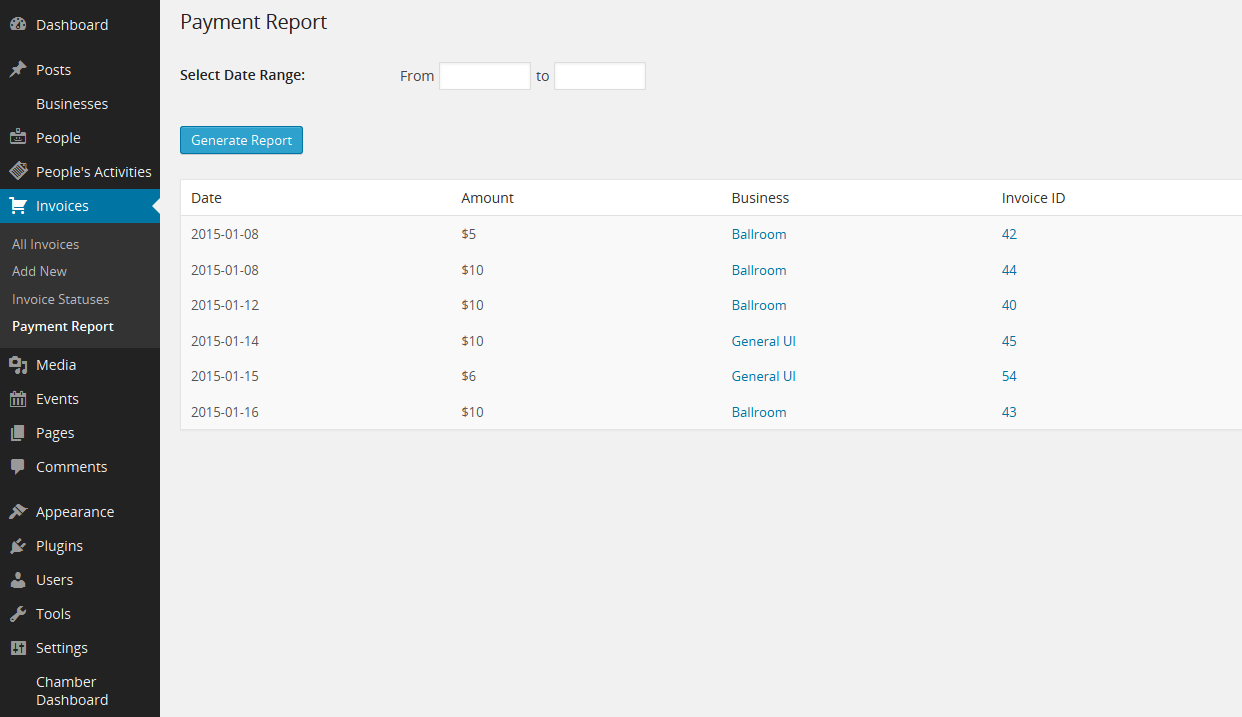 Dashboard
Posts
Businesses
People
People's Activities
Invoices
All Invoices
Add New
Invoice Statuses
Payment Report
Media
Events
Pages
Comments
Appearance
Plugins
Users
Tools
Settings
Chamber
Dashboard
Payment Report
Select Date Range: From to
Generate Report
Date Amount Business Invoice ID
2015-01-08 $5 Ballroom 42
2015-01-08 $10 Ballroom 44
2015-01-12 $10 Ballroom 40
2015-01-14 $10 General UI 45
2015-01-15 $6 General UI 54
2015-01-16 $10 Ballroom 43